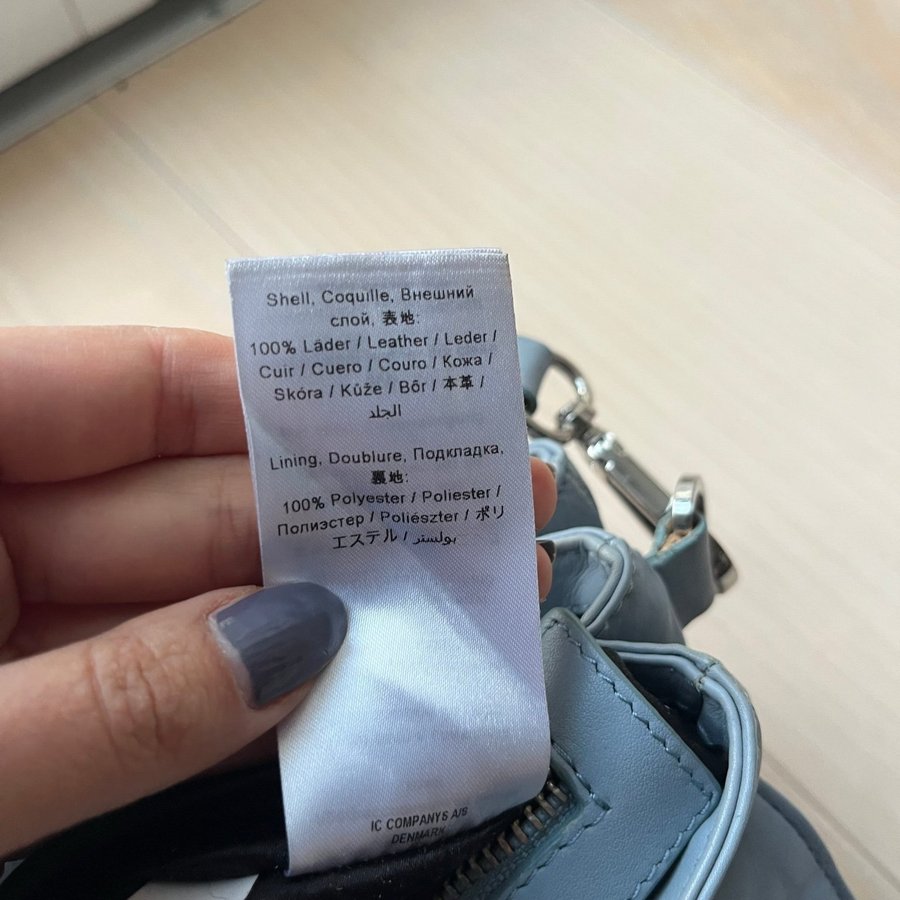 Shell, Coquille, Внешний
слой, 表地:
100% Läder / Leather / Leder /
Cuir / Cuero / Couro / Кожа /
Skóra / Kůže / Bőr / 本革 /
الجلد
Lining, Doublure, Подкладка,
裏地:
100% Polyester / Poliester /
Полиэстер / Poliészter / ポリ
エステル / بوليستر
IC COMPANYS A/S
DENMARK